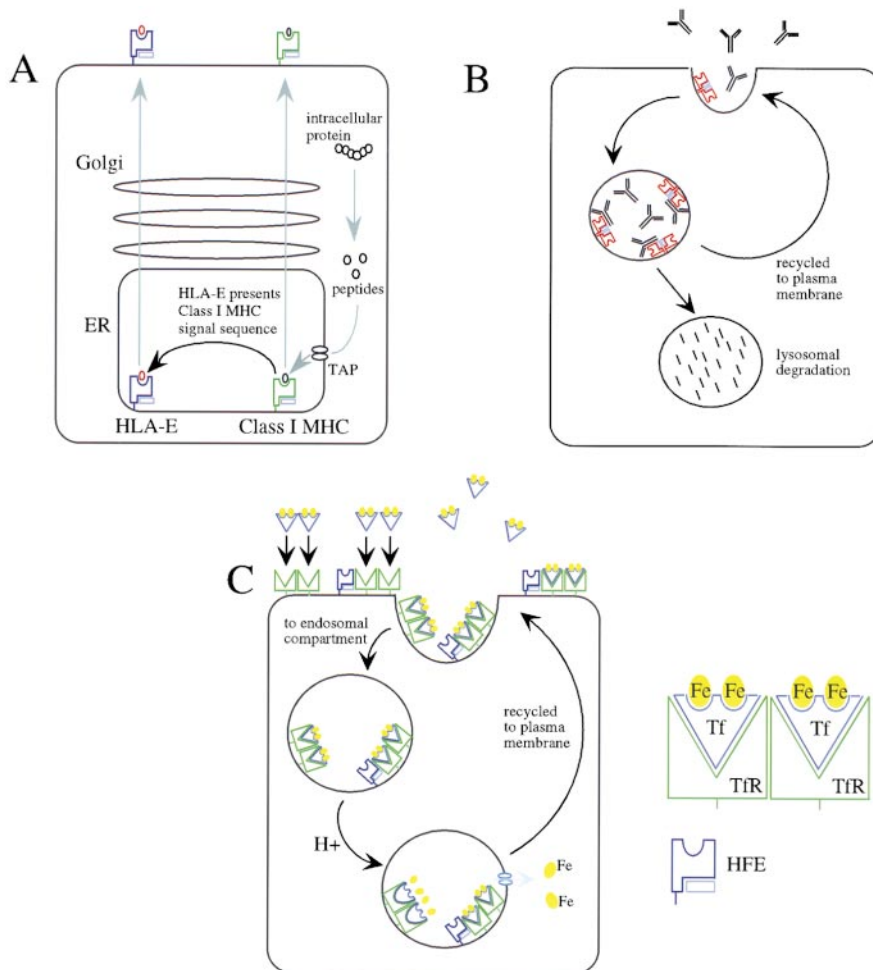 A
intracellular
protein
Golgi
peptides
HLA-E presents
Class I MHC
signal sequence
ER
TAP
HLA-E
Class I MHC
B
recycled
to plasma
membrane
lysosomal
degradation
C
to endosomal
compartment
recycled
to plasma
membrane
H+
Fe
Fe
Fe Fe Fe Fe
Tf Tf
TfR TfR
HFE